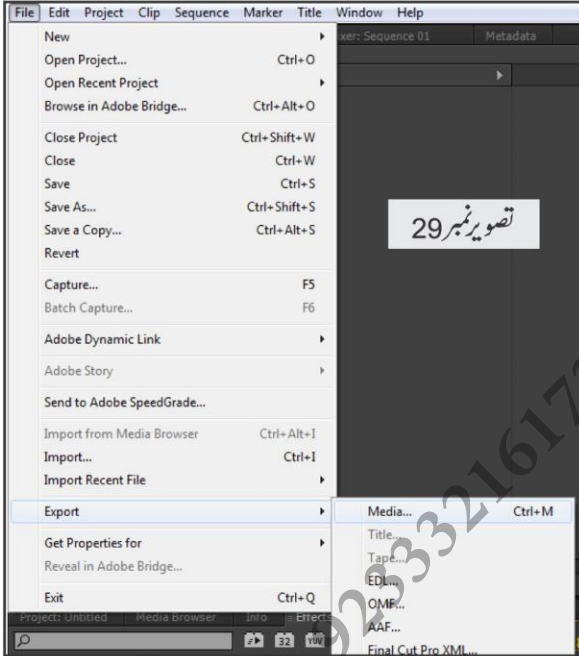 File Edit Project Clip Sequence Marker Title Window Help
New
Open Project... Ctrl+O
Open Recent Project
Browse in Adobe Bridge... Ctrl+Alt+O
Close Project Ctrl+Shift+W
Close Ctrl+W
Save Ctrl+S
Save As... Ctrl+Shift+S
Save a Copy... Ctrl+Alt+S
Revert
Capture... F5
Batch Capture... F6
Adobe Dynamic Link
Adobe Story
Send to Adobe SpeedGrade...
Import from Media Browser Ctrl+Alt+I
Import... Ctrl+I
Import Recent File
Export
Get Properties for
Reveal in Adobe Bridge...
Exit Ctrl+Q
Media... Ctrl+M
Title...
Tape...
EDL...
OMF...
AAF...
Final Cut Pro XML...
xer: Sequence 01 Metadata
تصویر نمبر 29
Project: Untitled Media Browser Info Effects
32 YUV